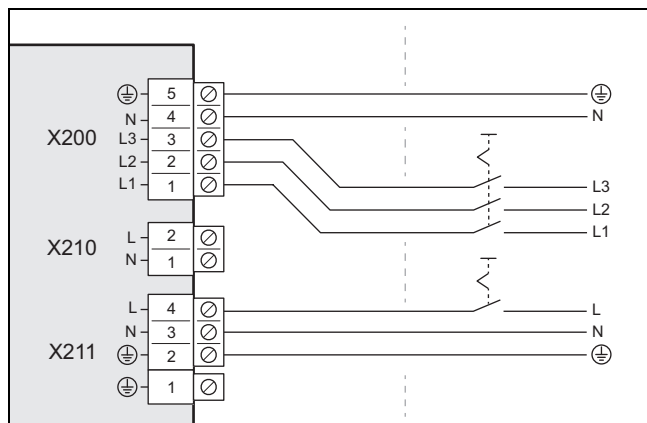 ⏚ 5 ⏚
N 4 N
X200 L3 3
L2 2
L1 1
L3
L2
L1
L 2
X210 N 1
L 4 L
N 3 N
X211 ⏚ 2 ⏚
⏚ 1